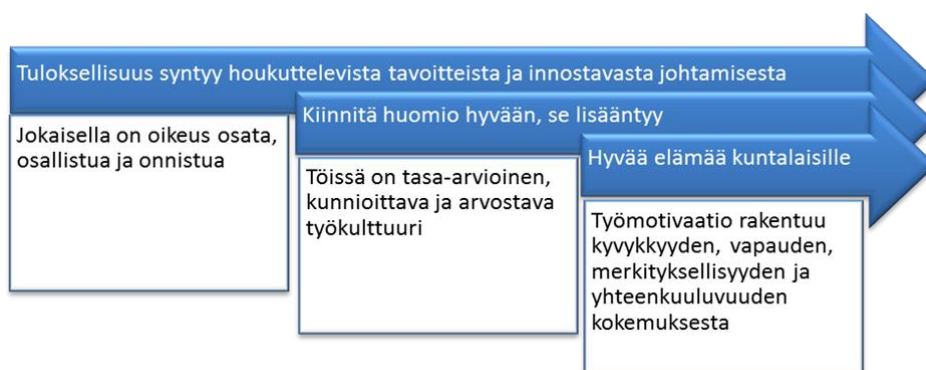 Tuloksellisuus syntyy houkuttelevista tavoitteista ja innostavasta johtamisesta
Jokaisella on oikeus osata,
osallistua ja onnistua
Kiinnitä huomio hyvään, se lisääntyy
Töissä on tasa-arvioinen,
kunnioittava ja arvostava
työkulttuuri
Hyvää elämää kuntalaisille
Työmotivaatio rakentuu
kyvykkyyden, vapauden,
merkityksellisyyden ja
yhteenkuuluvuuden
kokemuksesta